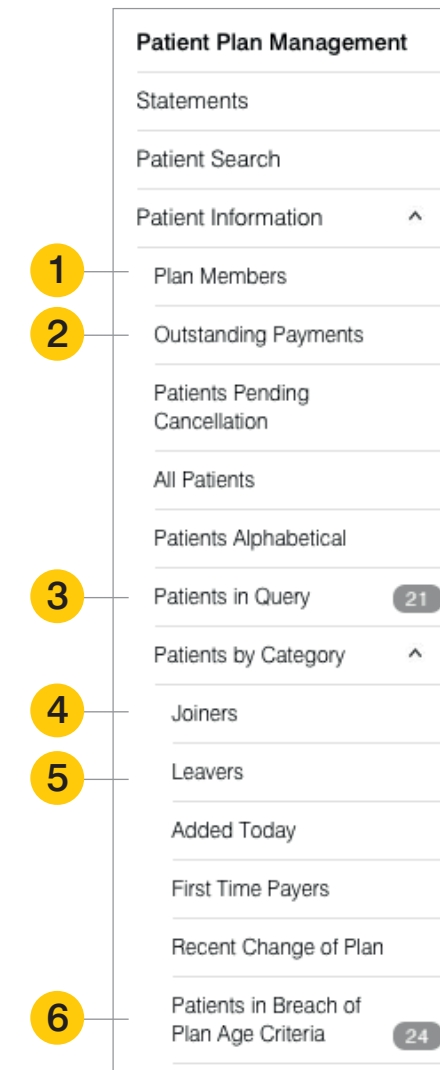 Patient Plan Management
Statements
Patient Search
Patient Information
1 Plan Members
2 Outstanding Payments
Patients Pending
Cancellation
All Patients
Patients Alphabetical
3 Patients in Query 21
Patients by Category
4 Joiners
5 Leavers
Added Today
First Time Payers
Recent Change of Plan
6 Patients in Breach of
Plan Age Criteria 24